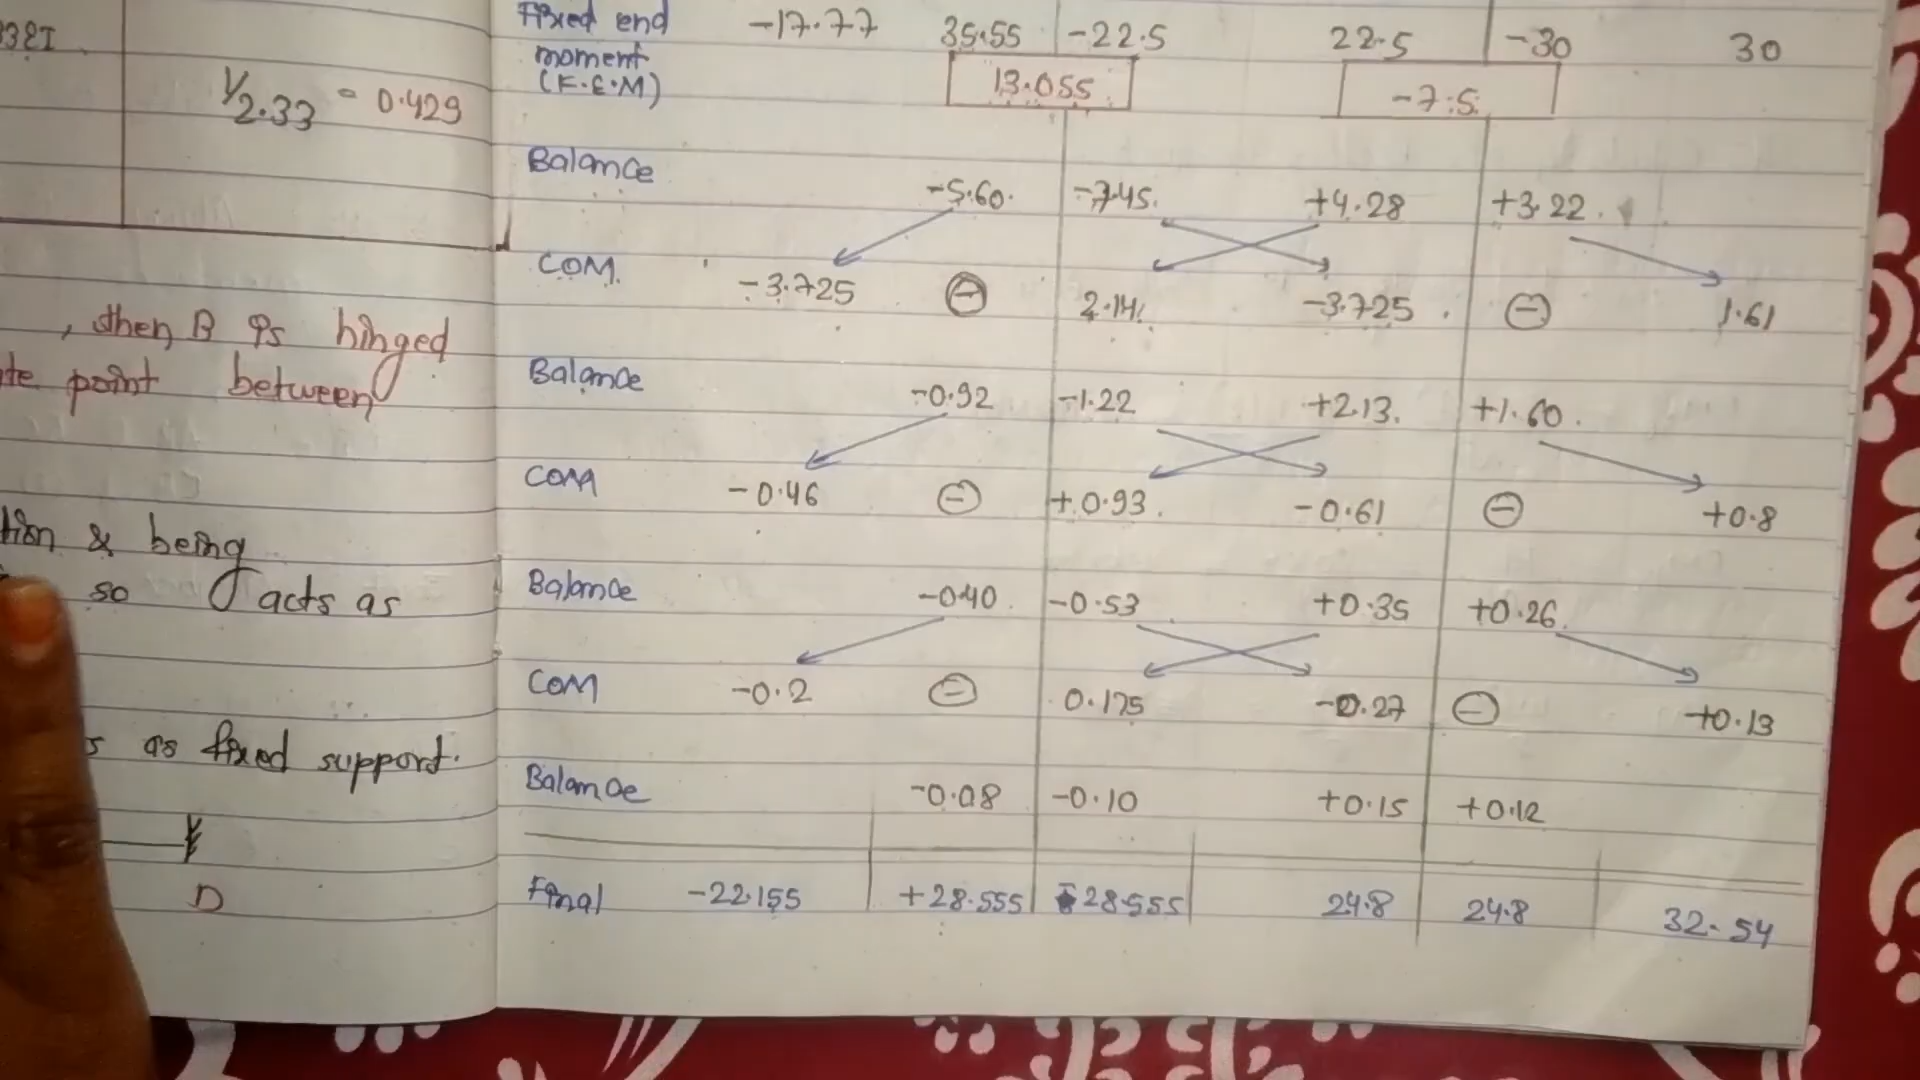 Fixed end -17.77 35.55 -22.5 22.5 -30 30
moment
(F.E.M) 13.055 -7.5
1/2.33 = 0.429
Balance
-5.60. -7.45. +4.28 +3.22.
COM. -3.725 - 2.14. -3.725. - 1.61
, then B is hinged
point between
Balance -0.92 -1.22 +2.13. +1.60.
COM -0.46 - +0.93. -0.61 - +0.8
& being
so acts as
Balance -0.40. -0.53 +0.35 +0.26.
COM -0.2 - 0.175 -0.27 - +0.13
as fixed support.
Balance -0.08 -0.10 +0.15 +0.12
D
Final -22.155 +28.555 28.555 24.8 24.8 32.54